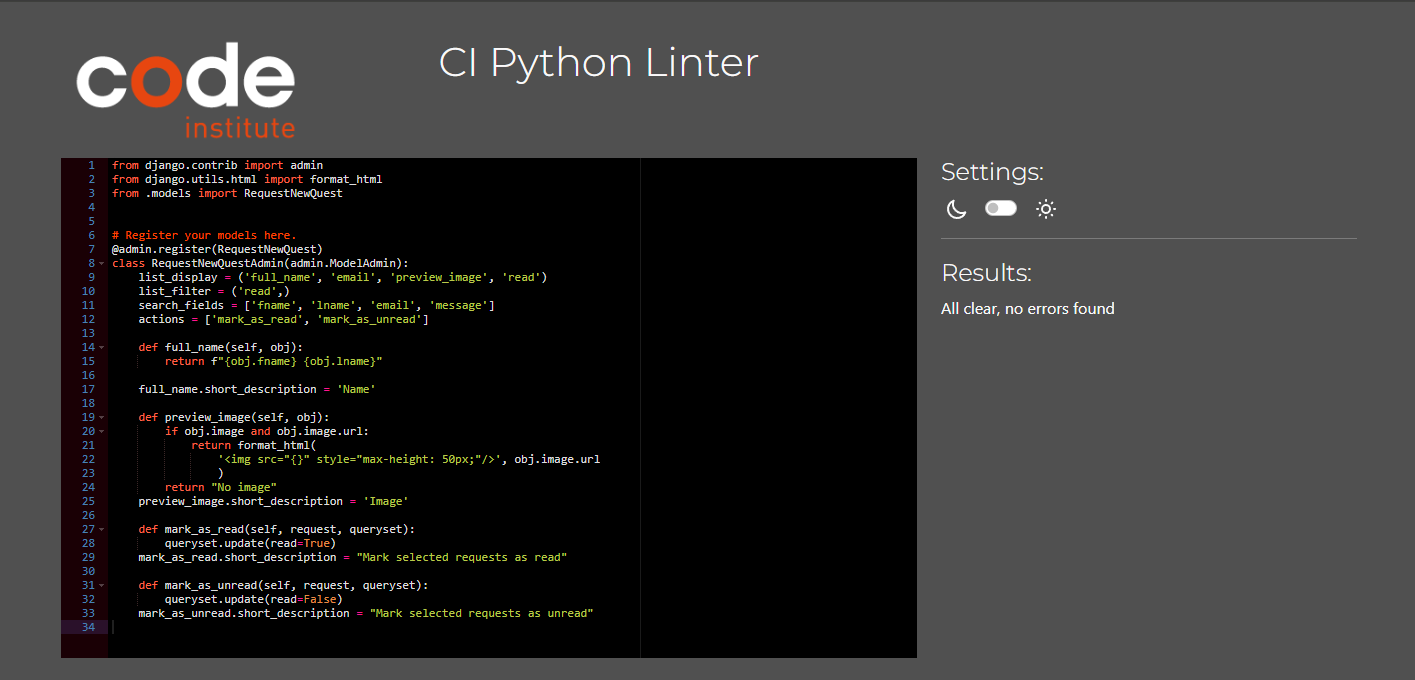 code
institute
CI Python Linter
1 from django.contrib import admin
2 from django.utils.html import format_html
3 from .models import RequestNewQuest
4
5
6 # Register your models here.
7 @admin.register(RequestNewQuest)
8 class RequestNewQuestAdmin(admin.ModelAdmin):
9     list_display = ('full_name', 'email', 'preview_image', 'read')
10     list_filter = ('read',)
11     search_fields = ['fname', 'lname', 'email', 'message']
12     actions = ['mark_as_read', 'mark_as_unread']
13
14     def full_name(self, obj):
15         return f"{obj.fname} {obj.lname}"
16
17     full_name.short_description = 'Name'
18
19     def preview_image(self, obj):
20         if obj.image and obj.image.url:
21             return format_html(
22                 '<img src="{}" style="max-height: 50px;"/>', obj.image.url
23                 )
24         return "No image"
25     preview_image.short_description = 'Image'
26
27     def mark_as_read(self, request, queryset):
28         queryset.update(read=True)
29     mark_as_read.short_description = "Mark selected requests as read"
30
31     def mark_as_unread(self, request, queryset):
32         queryset.update(read=False)
33     mark_as_unread.short_description = "Mark selected requests as unread"
34
Settings:
Results:
All clear, no errors found